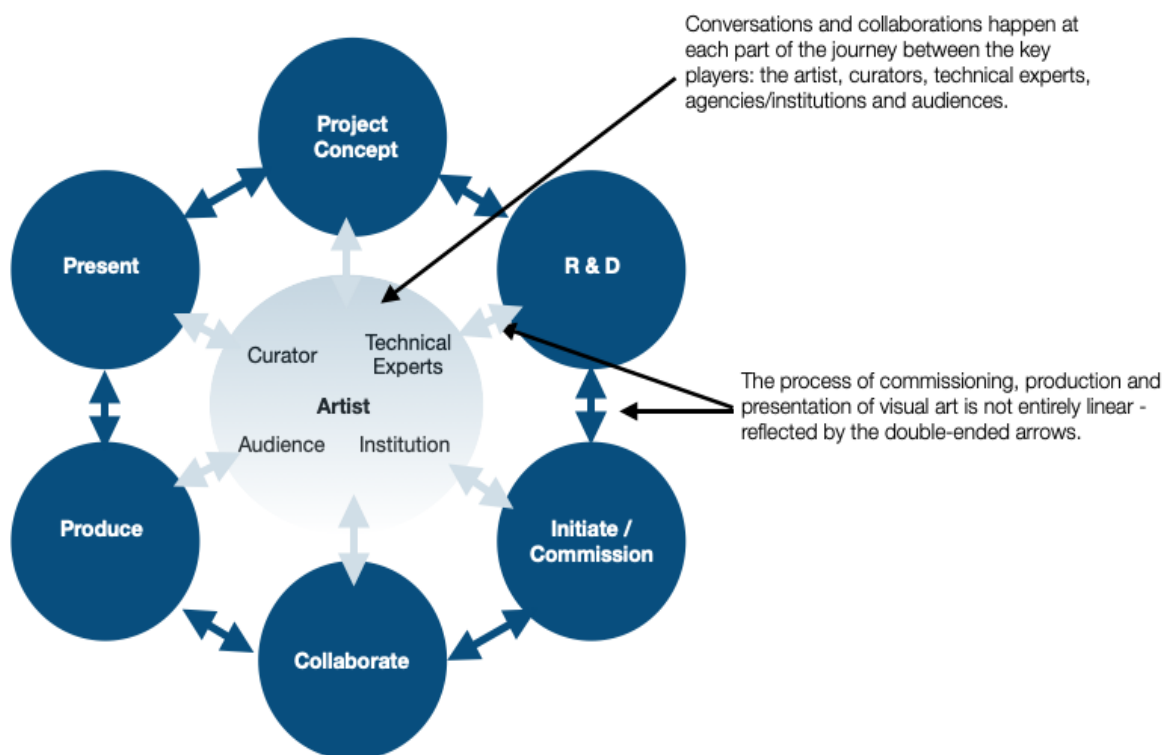 Conversations and collaborations happen at
each part of the journey between the key
players: the artist, curators, technical experts,
agencies/institutions and audiences.
Project
Concept
Present
R & D
Curator
Technical
Experts
Artist
Audience
Institution
The process of commissioning, production and
presentation of visual art is not entirely linear -
reflected by the double-ended arrows.
Produce
Initiate /
Commission
Collaborate